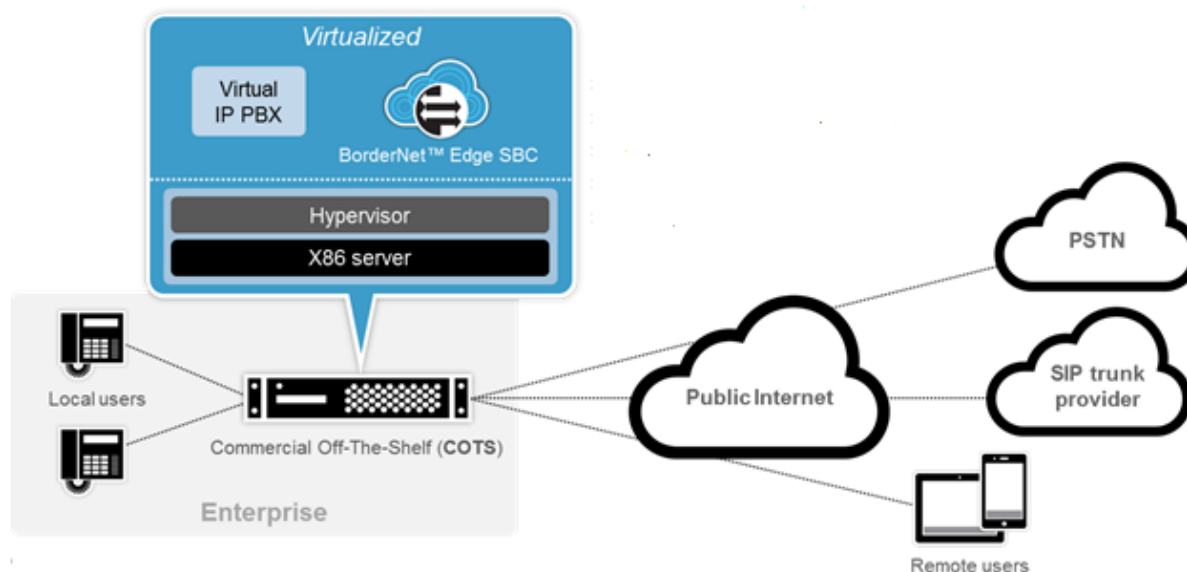 Virtualized
Virtual
IP PBX
BorderNet™ Edge SBC
Hypervisor
X86 server
Local users
Commercial Off-The-Shelf (COTS)
Enterprise
Public Internet
PSTN
SIP trunk
provider
Remote users